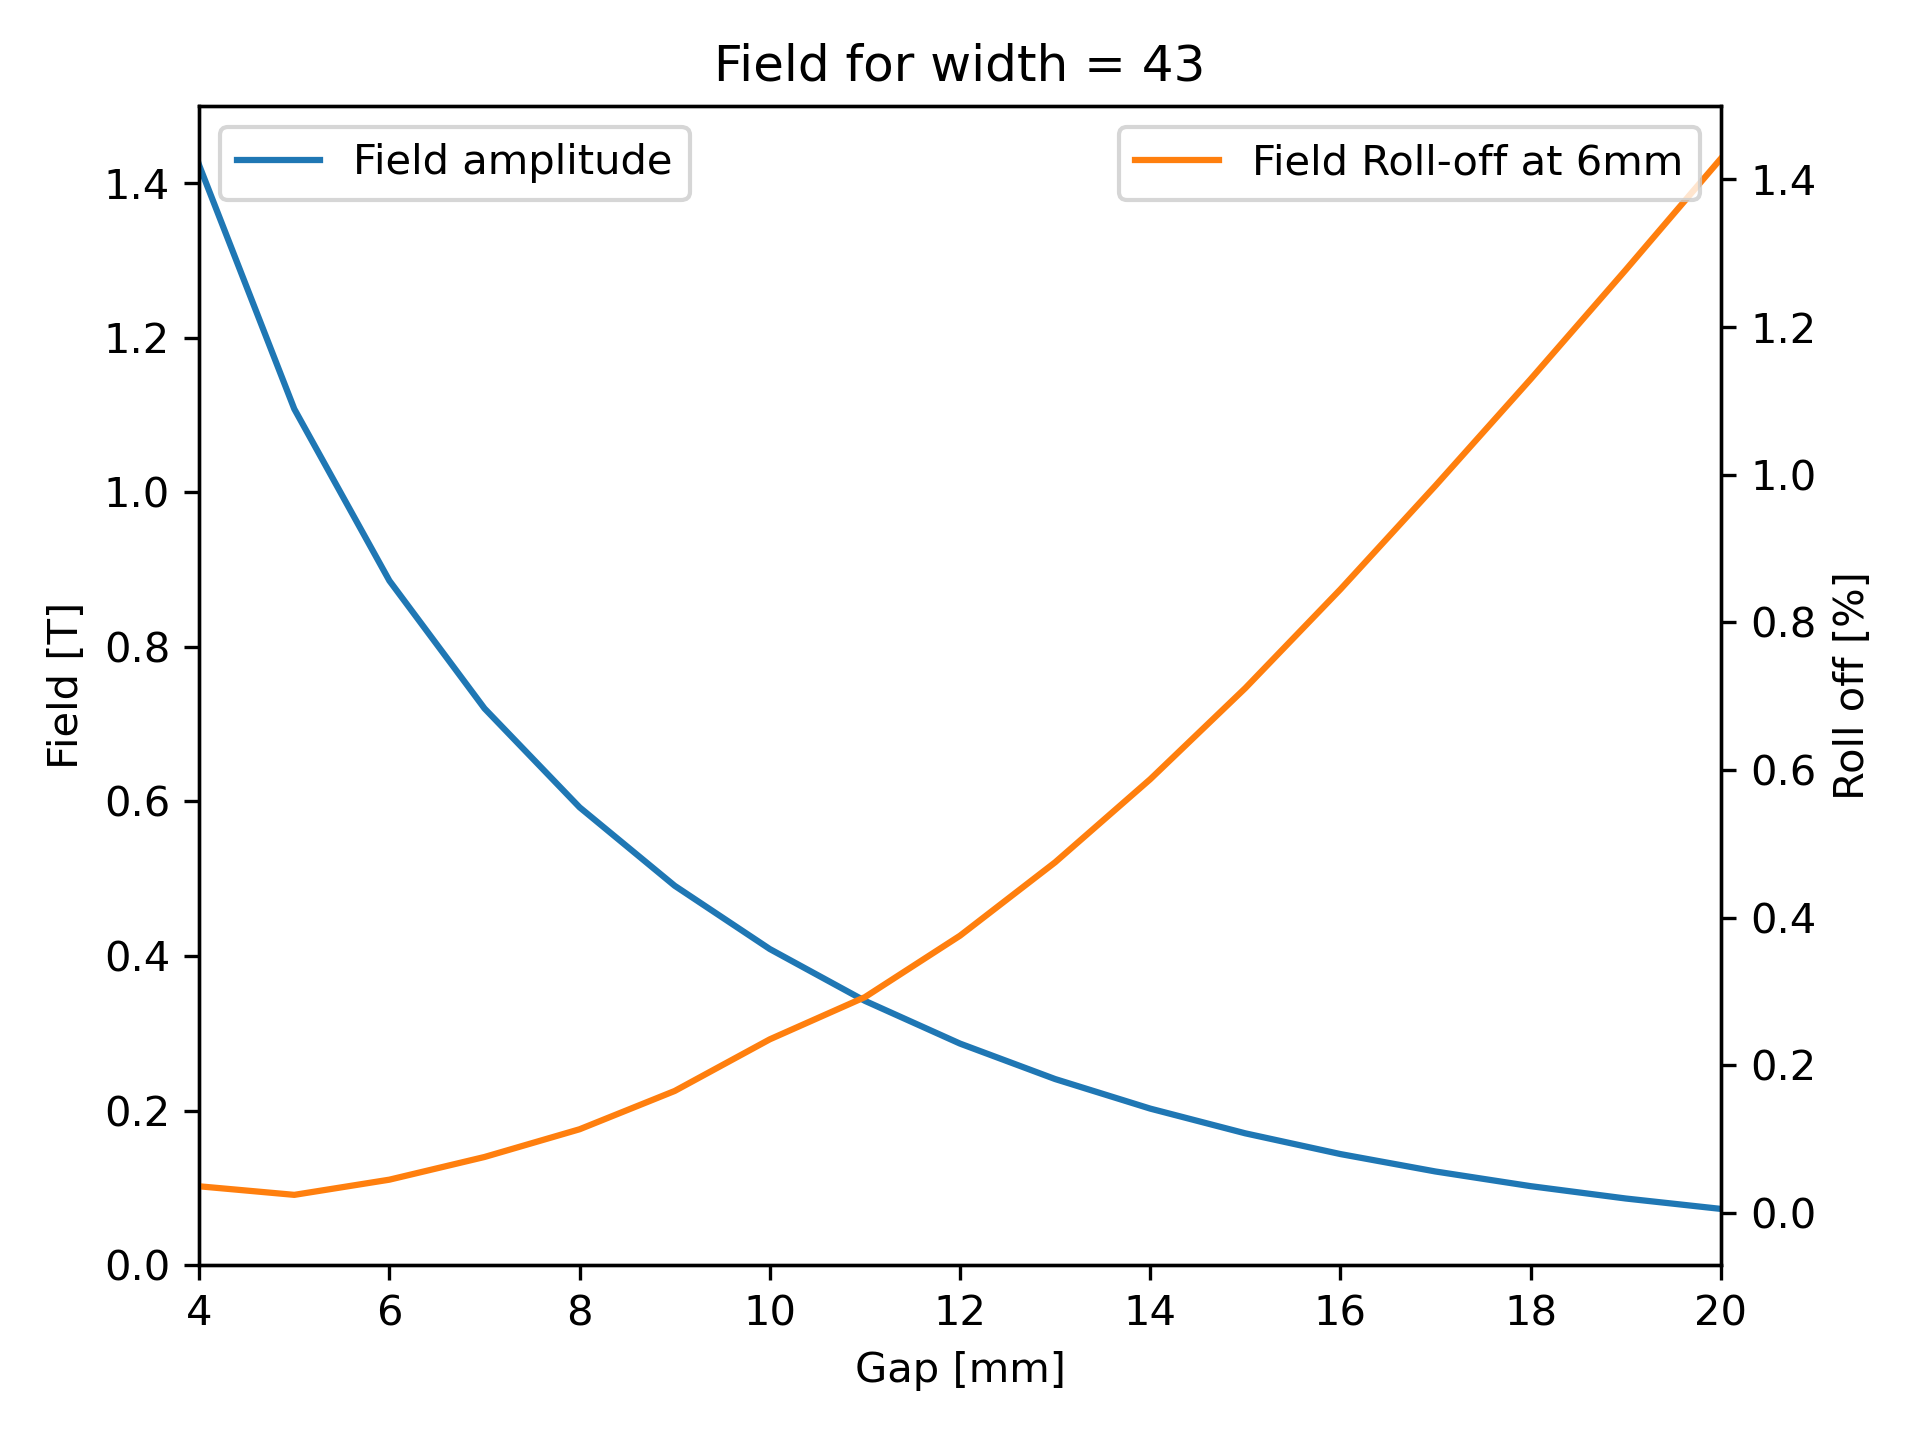 Field for width = 43
Field amplitude
Field Roll-off at 6mm
1.4
1.2
1.0
0.8
0.6
0.4
0.2
0.0
Field [T]
1.4
1.2
1.0
0.8
0.6
0.4
0.2
0.0
Roll off [%]
4 6 8 10 12 14 16 18 20
Gap [mm]